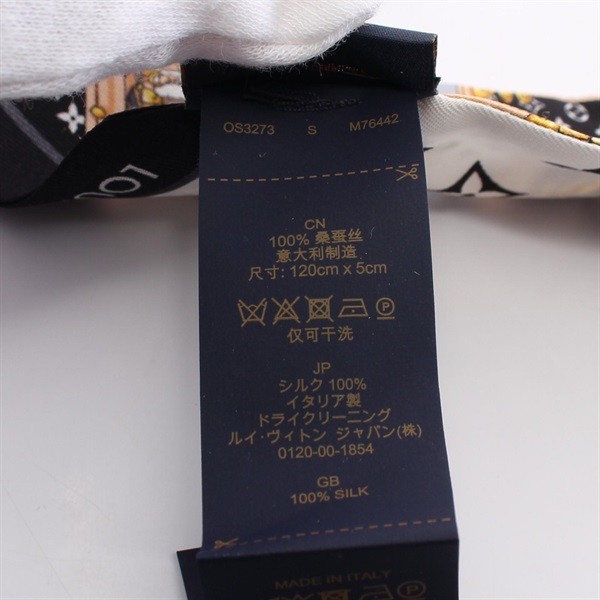 OS3273 S M76442
CN
100% 桑蚕丝
意大利制造
尺寸: 120cm x 5cm
仅可干洗
JP
シルク 100%
イタリア製
ドライクリーニング
ルイ·ヴィトン ジャパン(株)
0120-00-1854
GB
100% SILK
MADE IN ITALY
LOU